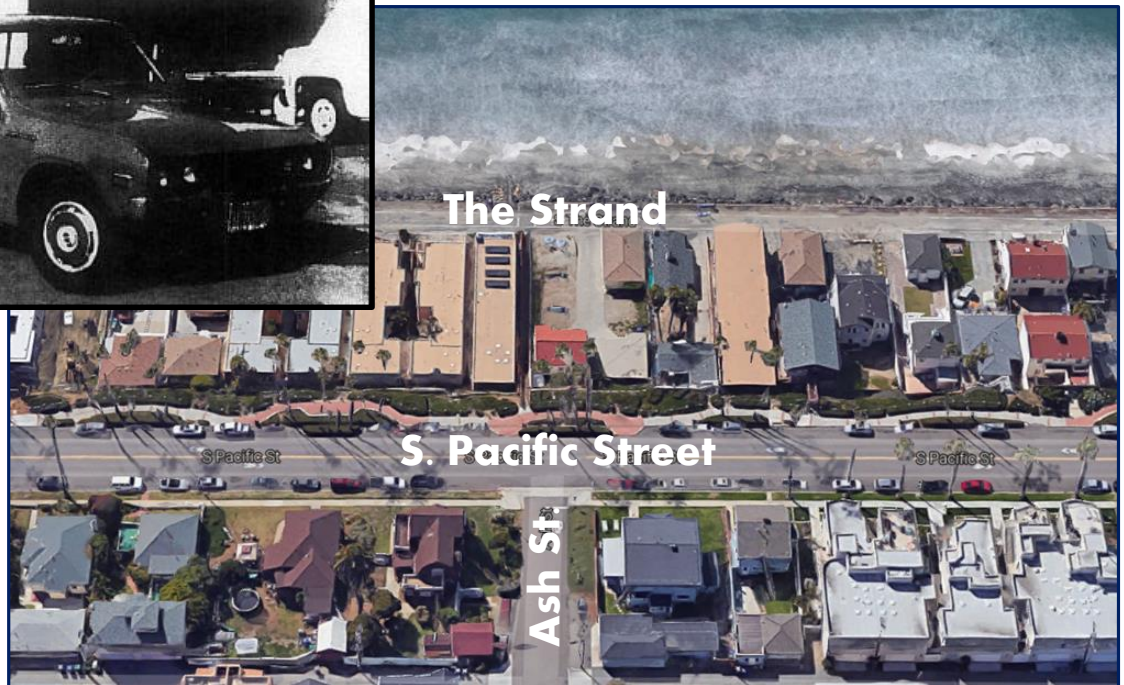 The Strand
S Pacific St
S. Pacific Street
S Pacific St
Ash St